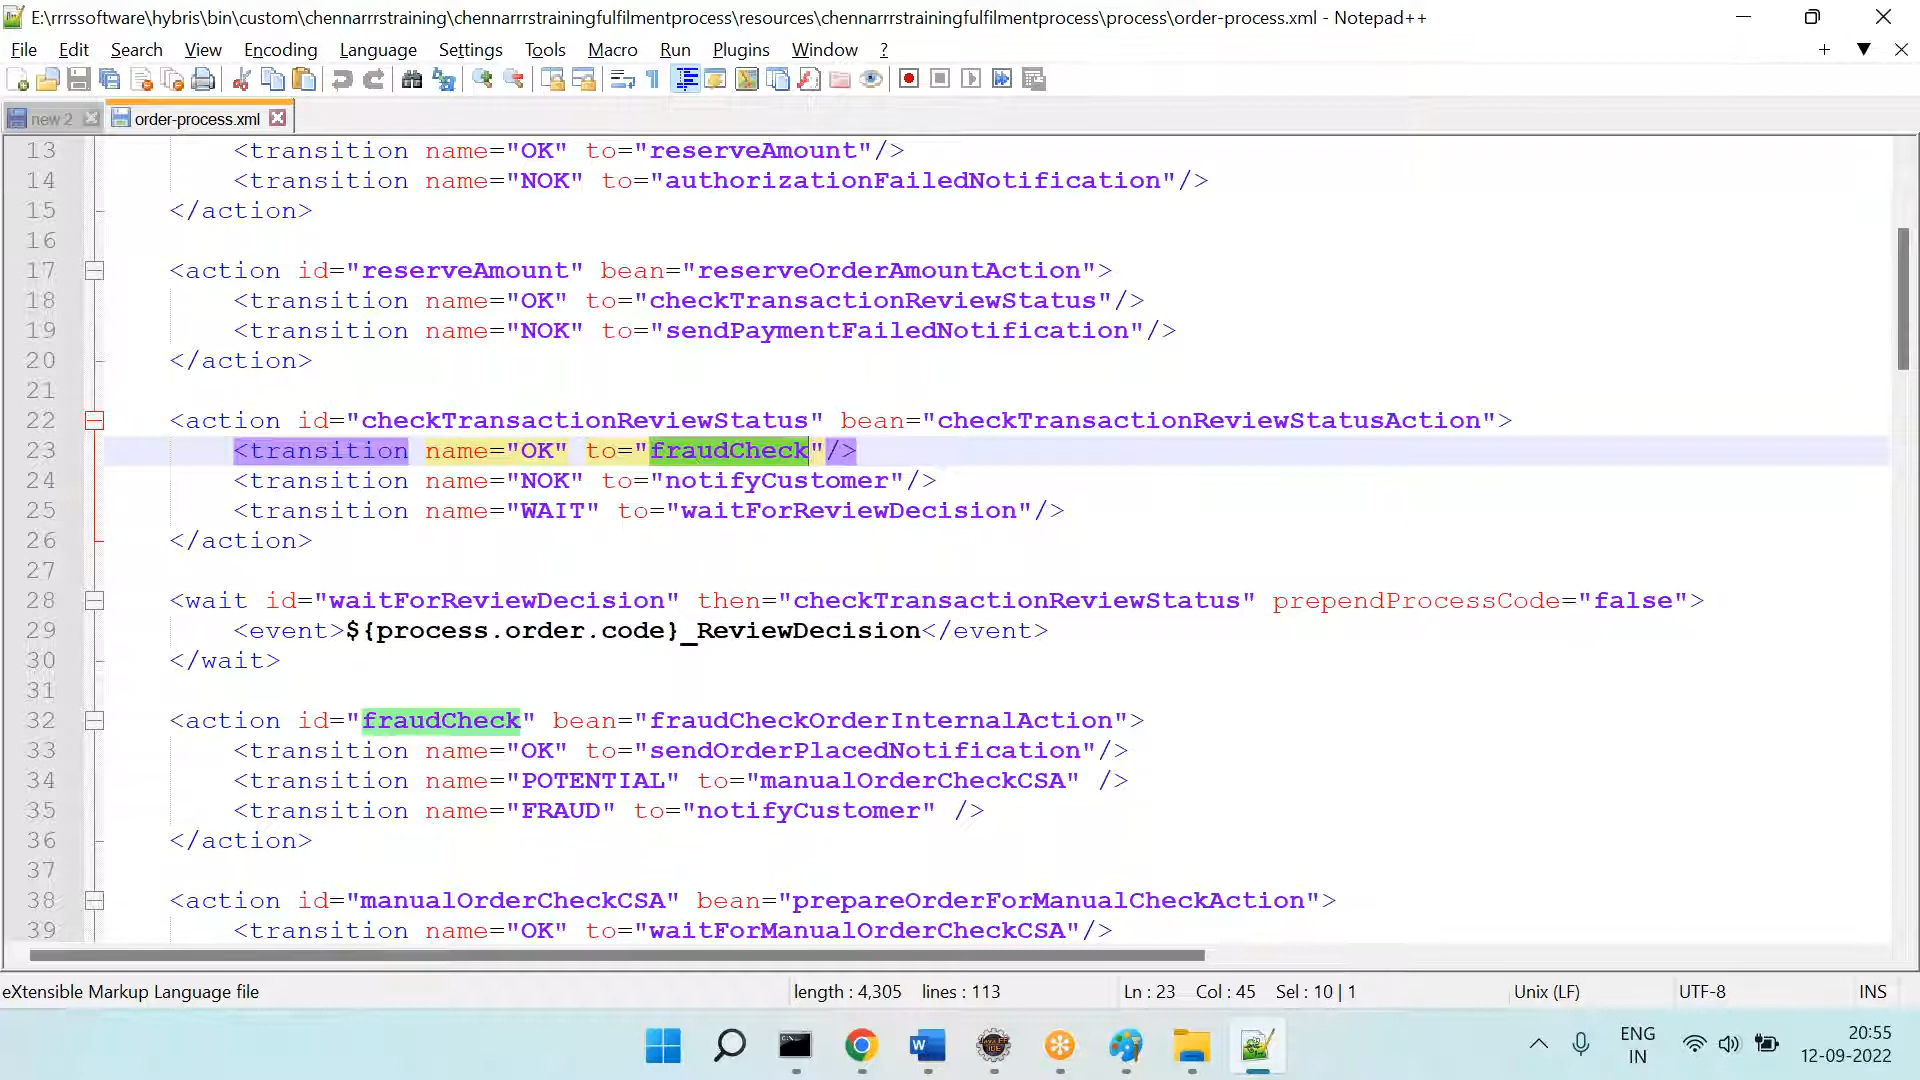 E:\rrrssoftware\hybris\bin\custom\chennarrrstraining\chennarrrstrainingfulfilmentprocess\resources\chennarrrstrainingfulfilmentprocess\process\order-process.xml - Notepad++
File Edit Search View Encoding Language Settings Tools Macro Run Plugins Window ?
new 2 order-process.xml
13 <transition name="OK" to="reserveAmount"/>
14 <transition name="NOK" to="authorizationFailedNotification"/>
15 </action>
16
17 <action id="reserveAmount" bean="reserveOrderAmountAction">
18 <transition name="OK" to="checkTransactionReviewStatus"/>
19 <transition name="NOK" to="sendPaymentFailedNotification"/>
20 </action>
21
22 <action id="checkTransactionReviewStatus" bean="checkTransactionReviewStatusAction">
23 <transition name="OK" to="fraudCheck"/>
24 <transition name="NOK" to="notifyCustomer"/>
25 <transition name="WAIT" to="waitForReviewDecision"/>
26 </action>
27
28 <wait id="waitForReviewDecision" then="checkTransactionReviewStatus" prependProcessCode="false">
29 <event>${process.order.code}_ReviewDecision</event>
30 </wait>
31
32 <action id="fraudCheck" bean="fraudCheckOrderInternalAction">
33 <transition name="OK" to="sendOrderPlacedNotification"/>
34 <transition name="POTENTIAL" to="manualOrderCheckCSA" />
35 <transition name="FRAUD" to="notifyCustomer" />
36 </action>
37
38 <action id="manualOrderCheckCSA" bean="prepareOrderForManualCheckAction">
39 <transition name="OK" to="waitForManualOrderCheckCSA"/>
eXtensible Markup Language file length : 4,305 lines : 113 Ln : 23 Col : 45 Sel : 10 | 1 Unix (LF) UTF-8 INS
ENG 20:55
IN 12-09-2022